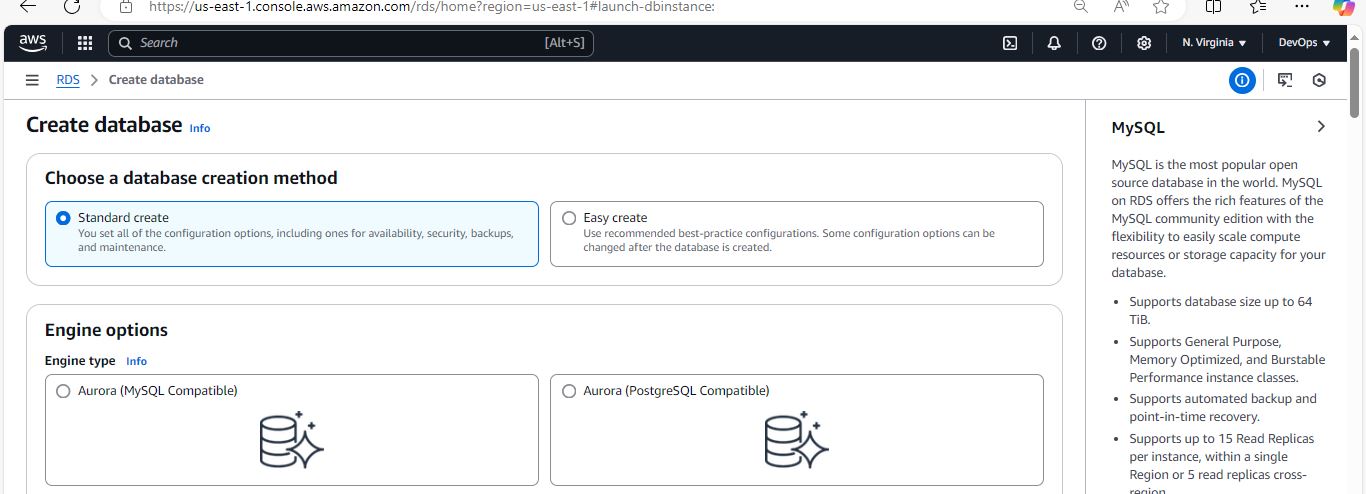 https://us-east-1.console.aws.amazon.com/rds/home?region=us-east-1#launch-dbinstance:
aws
Search
[Alt+S]
N. Virginia
DevOps
RDS
Create database
Create database Info
Choose a database creation method
Standard create
You set all of the configuration options, including ones for availability, security, backups,
and maintenance.
Easy create
Use recommended best-practice configurations. Some configuration options can be
changed after the database is created.
Engine options
Engine type Info
Aurora (MySQL Compatible)
Aurora (PostgreSQL Compatible)
MySQL
MySQL is the most popular open
source database in the world. MySQL
on RDS offers the rich features of the
MySQL community edition with the
flexibility to easily scale compute
resources or storage capacity for your
database.
• Supports database size up to 64
TiB.
• Supports General Purpose,
Memory Optimized, and Burstable
Performance instance classes.
• Supports automated backup and
point-in-time recovery.
• Supports up to 15 Read Replicas
per instance, within a single
Region or 5 read replicas cross-
region